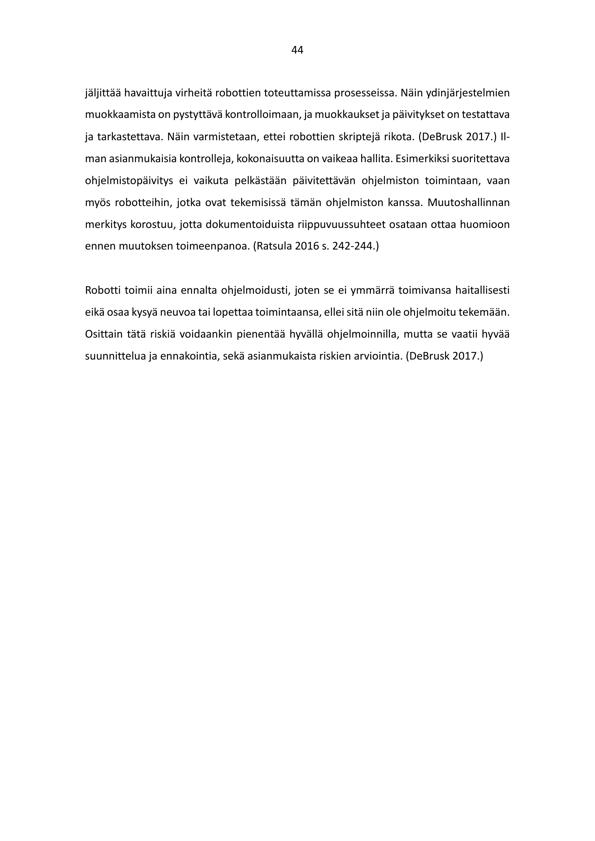 44
jäljittää havaittuja virheitä robottien toteuttamissa prosesseissa. Näin ydinjärjestelmien
muokkaamista on pystyttävä kontrolloimaan, ja muokkaukset ja päivitykset on testattava
ja tarkastettava. Näin varmistetaan, ettei robottien skriptejä rikota. (DeBrusk 2017.) Il-
man asianmukaisia kontrolleja, kokonaisuutta on vaikeaa hallita. Esimerkiksi suoritettava
ohjelmistopäivitys ei vaikuta pelkästään päivitettävän ohjelmiston toimintaan, vaan
myös robotteihin, jotka ovat tekemisissä tämän ohjelmiston kanssa. Muutoshallinnan
merkitys korostuu, jotta dokumentoiduista riippuvuussuhteet osataan ottaa huomioon
ennen muutoksen toimeenpanoa. (Ratsula 2016 s. 242-244.)
Robotti toimii aina ennalta ohjelmoidusti, joten se ei ymmärrä toimivansa haitallisesti
eikä osaa kysyä neuvoa tai lopettaa toimintaansa, ellei sitä niin ole ohjelmoitu tekemään.
Osittain tätä riskiä voidaankin pienentää hyvällä ohjelmoinnilla, mutta se vaatii hyvää
suunnittelua ja ennakointia, sekä asianmukaista riskien arviointia. (DeBrusk 2017.)